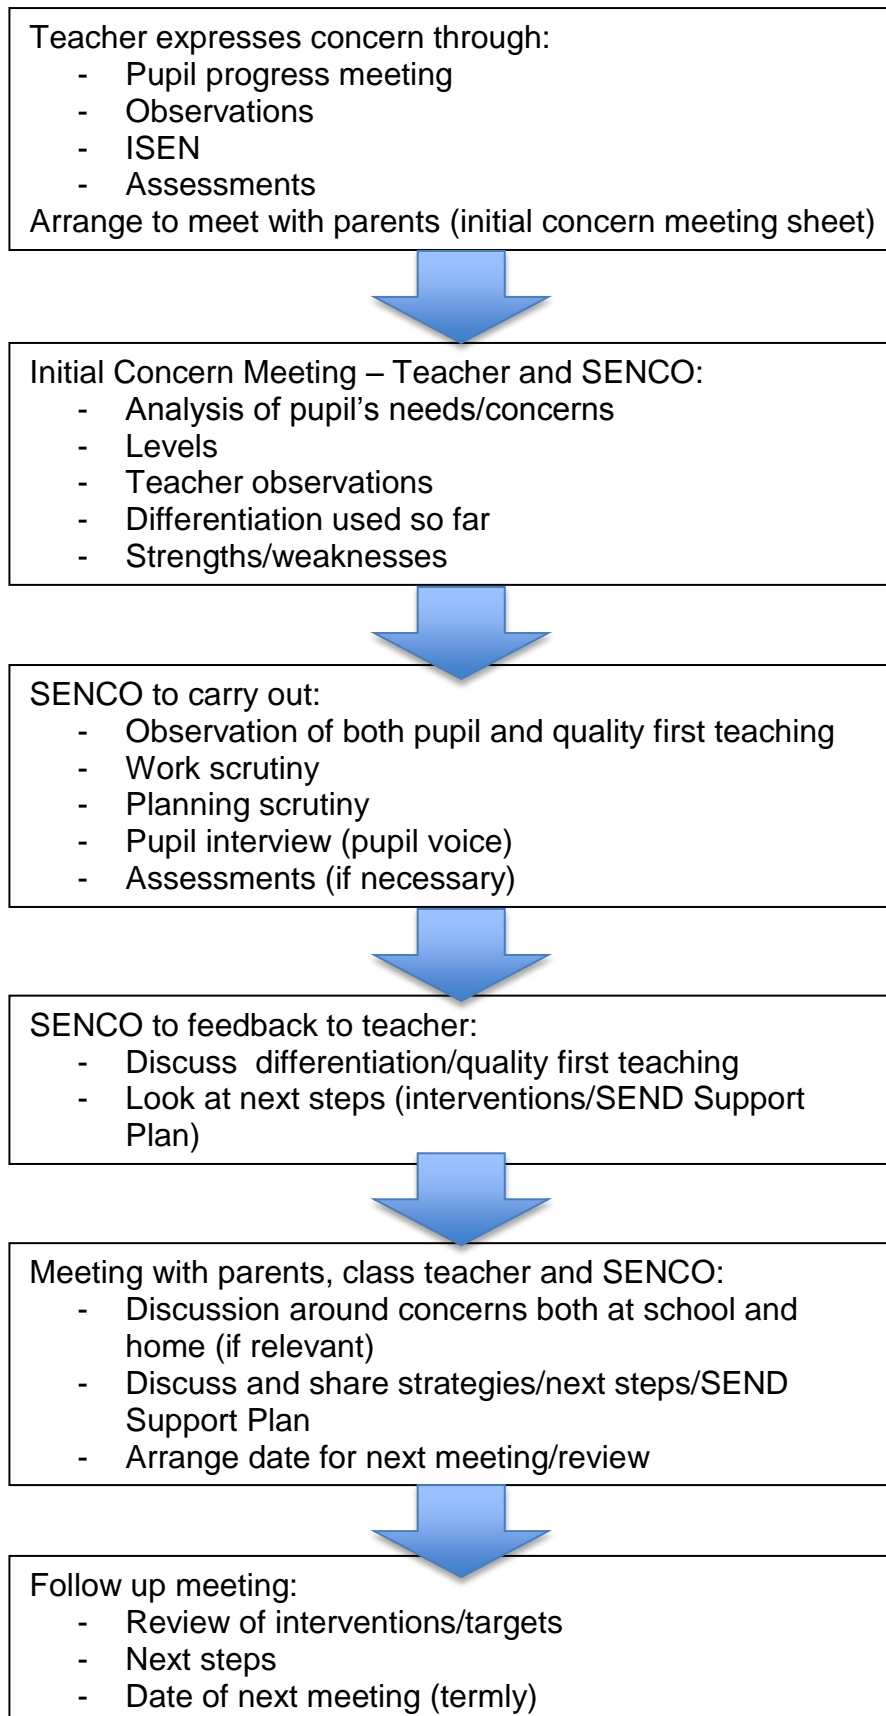 Teacher expresses concern through:
- Pupil progress meeting
- Observations
- ISEN
- Assessments
Arrange to meet with parents (initial concern meeting sheet)
Initial Concern Meeting – Teacher and SENCO:
- Analysis of pupil's needs/concerns
- Levels
- Teacher observations
- Differentiation used so far
- Strengths/weaknesses
SENCO to carry out:
- Observation of both pupil and quality first teaching
- Work scrutiny
- Planning scrutiny
- Pupil interview (pupil voice)
- Assessments (if necessary)
SENCO to feedback to teacher:
- Discuss  differentiation/quality first teaching
- Look at next steps (interventions/SEND Support
Plan)
Meeting with parents, class teacher and SENCO:
- Discussion around concerns both at school and
home (if relevant)
- Discuss and share strategies/next steps/SEND
Support Plan
- Arrange date for next meeting/review
Follow up meeting:
- Review of interventions/targets
- Next steps
- Date of next meeting (termly)